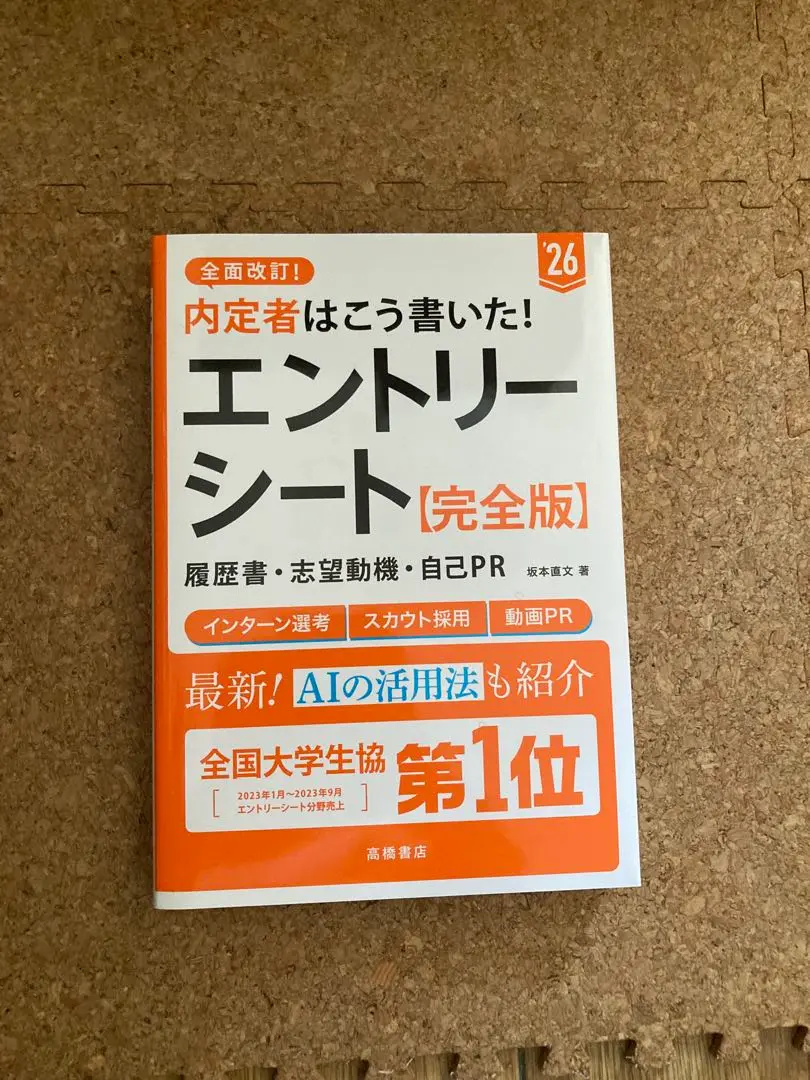 '26
全面改訂!
内定者はこう書いた!
エントリー
シート【完全版】
履歴書・志望動機・自己PR 坂本直文 著
インターン選考 スカウト採用 動画PR
最新! AIの活用法も紹介
全国大学生協 第1位
[2023年1月〜2023年9月
エントリーシート分野売上]
高橋書店